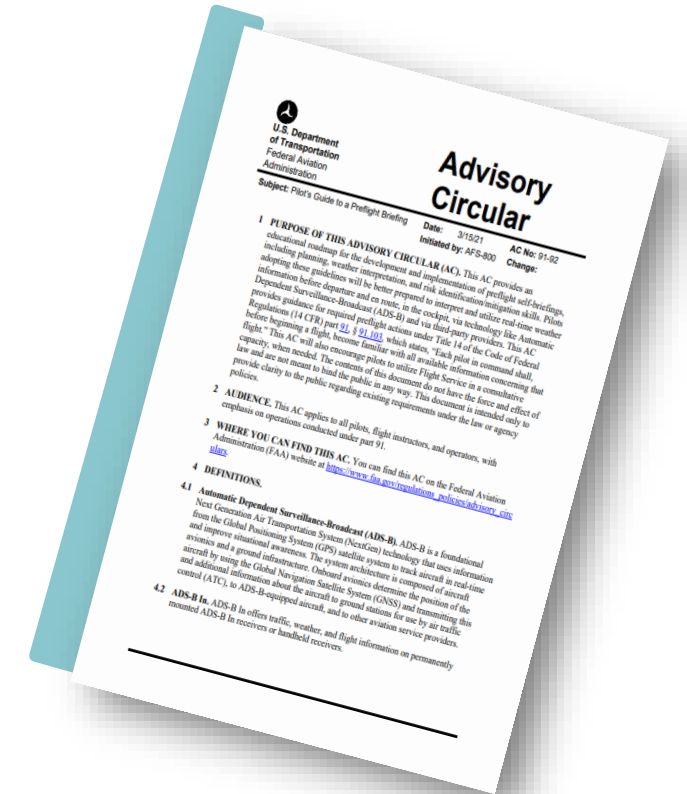 U.S. Department
of Transportation
Federal Aviation
Administration
Advisory
Circular
Subject: Pilot's Guide to a Preflight Briefing
Date: 3/15/21
Initiated by: AFS-800
AC No: 91-92
Change:
1 PURPOSE OF THIS ADVISORY CIRCULAR (AC). This AC provides an
educational roadmap for the development and implementation of preflight self-briefings,
including planning, weather interpretation, and risk identification/mitigation skills. Pilots
adopting these guidelines will be better prepared to interpret and utilize real-time weather
information before departure and en route, in the cockpit, via technology like Automatic
Dependent Surveillance-Broadcast (ADS-B) and via third-party providers. This AC
provides guidance for required preflight actions under Title 14 of the Code of Federal
Regulations (14 CFR) part 91, § 91.103, which states, “Each pilot in command shall,
before beginning a flight, become familiar with all available information concerning that
flight.” This AC will also encourage pilots to utilize Flight Service in a consultative
capacity, when needed. The contents of this document do not have the force and effect of
law and are not meant to bind the public in any way. This document is intended only to
provide clarity to the public regarding existing requirements under the law or agency
policies.
2 AUDIENCE. This AC applies to all pilots, flight instructors, and operators, with
emphasis on operations conducted under part 91.
3 WHERE YOU CAN FIND THIS AC. You can find this AC on the Federal Aviation
Administration (FAA) website at https://www.faa.gov/regulations_policies/advisory_circ
ulars.
4 DEFINITIONS.
4.1 Automatic Dependent Surveillance-Broadcast (ADS-B). ADS-B is a foundational
Next Generation Air Transportation System (NextGen) technology that uses information
from the Global Positioning System (GPS) satellite system to track aircraft in real-time
and improve situational awareness. The system architecture is composed of aircraft
avionics and a ground infrastructure. Onboard avionics determine the position of the
aircraft by using the Global Navigation Satellite System (GNSS) and transmitting this
and additional information about the aircraft to ground stations for use by air traffic
control (ATC), to ADS-B-equipped aircraft, and to other aviation service providers.
4.2 ADS-B In. ADS-B In offers traffic, weather, and flight information on permanently
mounted ADS-B In receivers or handheld receivers.